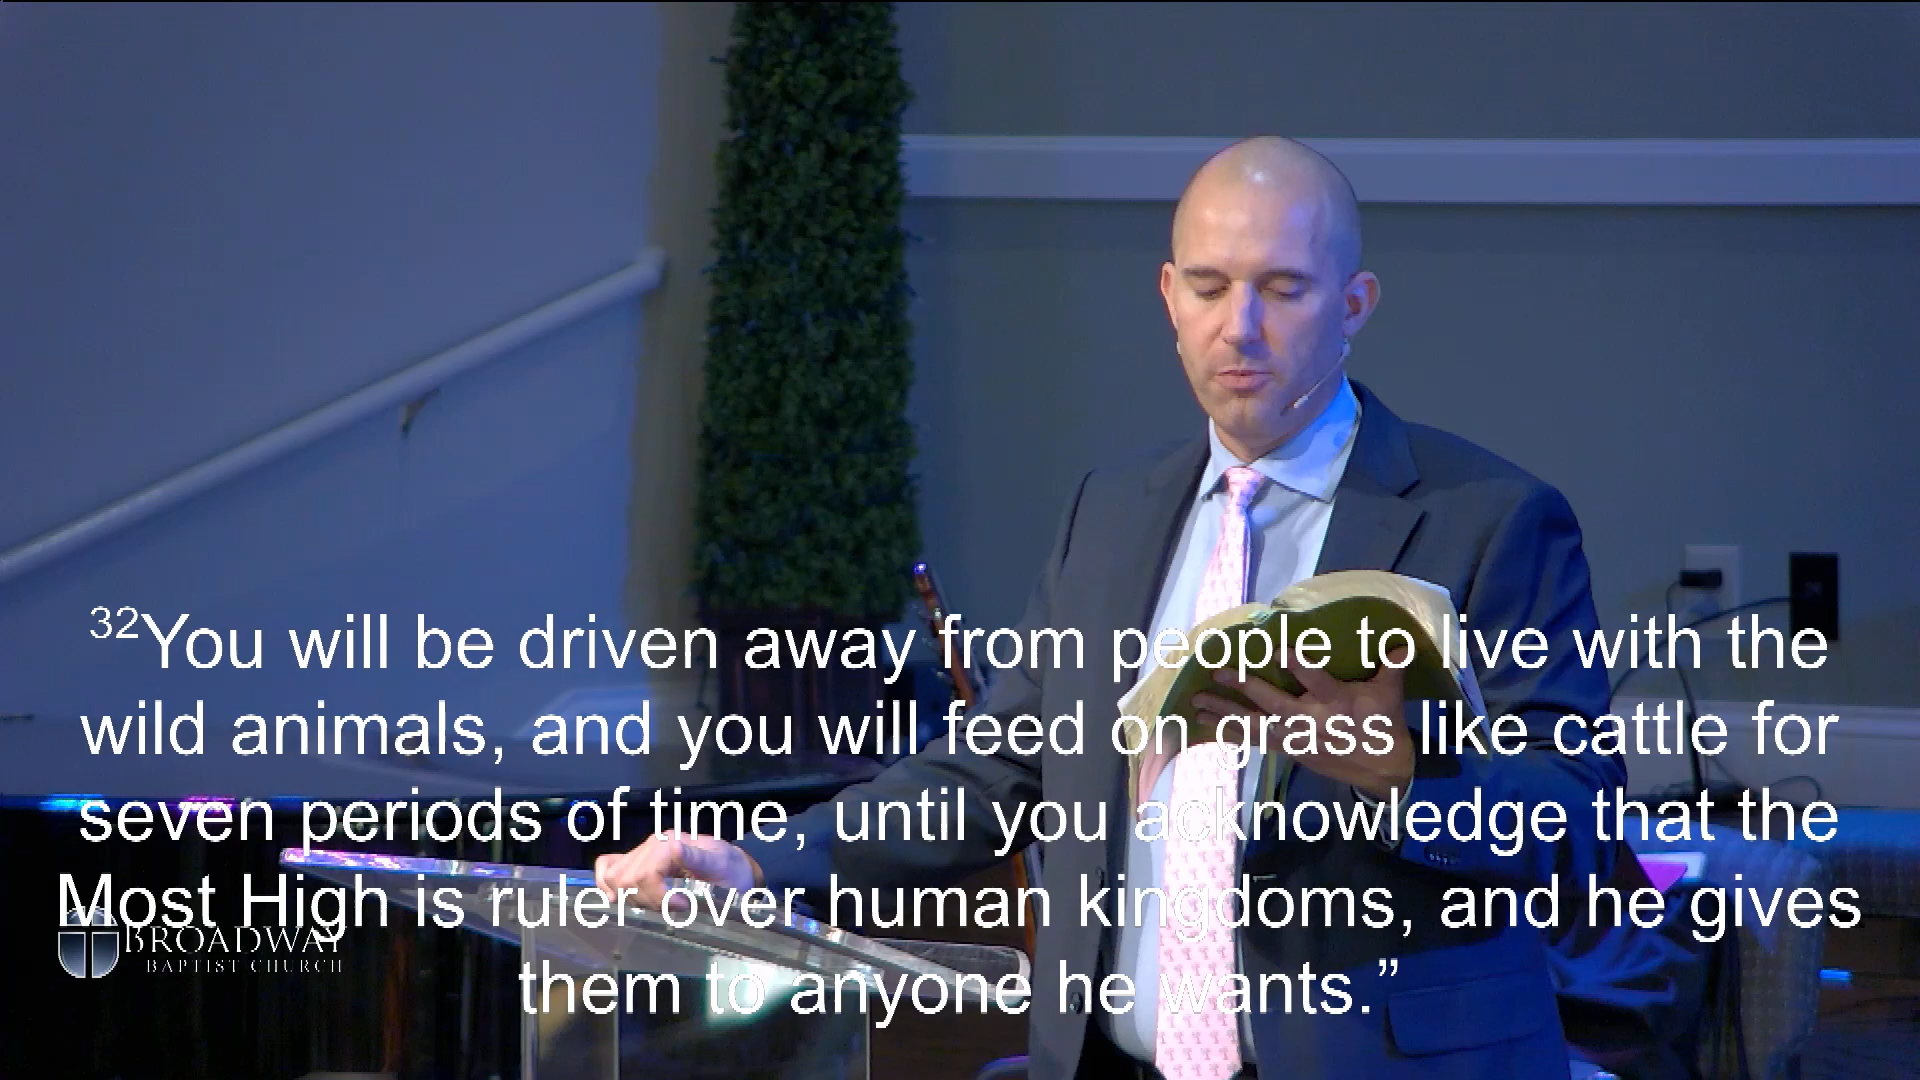 ³²You will be driven away from people to live with the
wild animals, and you will feed on grass like cattle for
seven periods of time, until you acknowledge that the
Most High is ruler over human kingdoms, and he gives
them to anyone he wants.”
BROADWAY
BAPTIST CHURCH